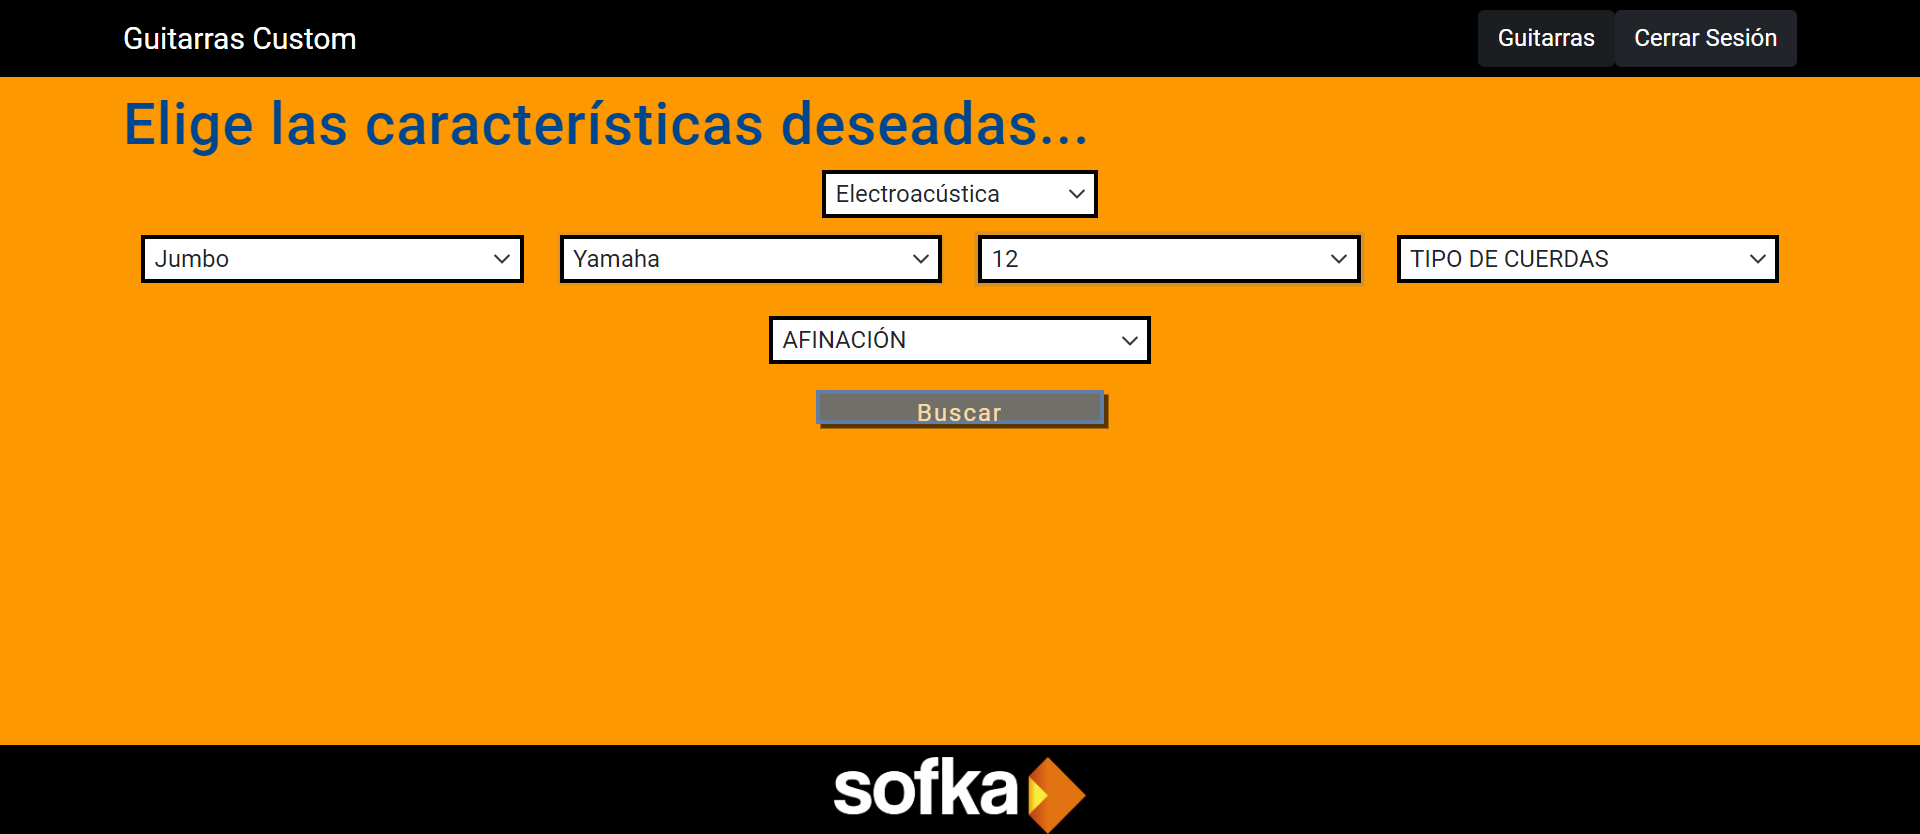 Guitarras Custom Guitarras Cerrar Sesión
Elige las características deseadas...
Electroacústica
Jumbo Yamaha 12 TIPO DE CUERDAS
AFINACIÓN
Buscar
sofka